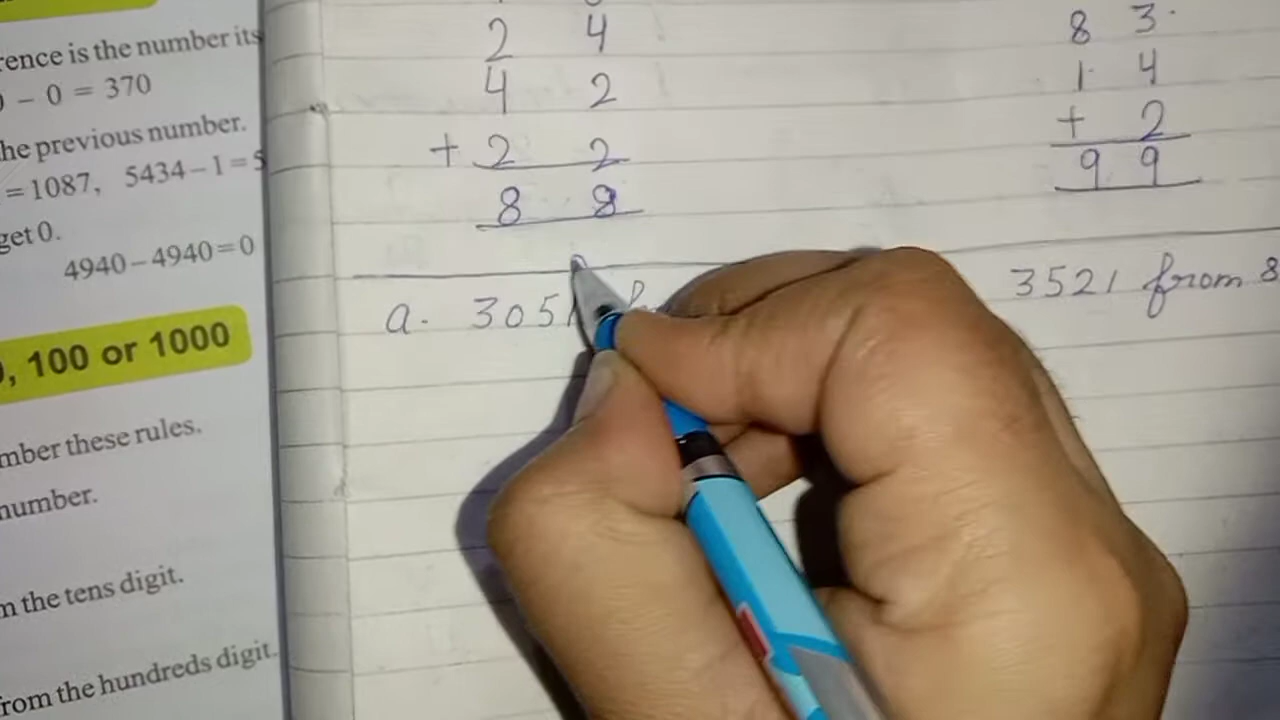 rence is the number its
– 0 = 370
he previous number.
= 1087, 5434 – 1 =
get 0.
4940 – 4940 = 0
, 100 or 1000
mber these rules.
number.
m the tens digit.
rom the hundreds digit.
2 4
4 2
+ 2 2
8 8
8 3
1 4
+ 2
9 9
a. 305
3521 from 8